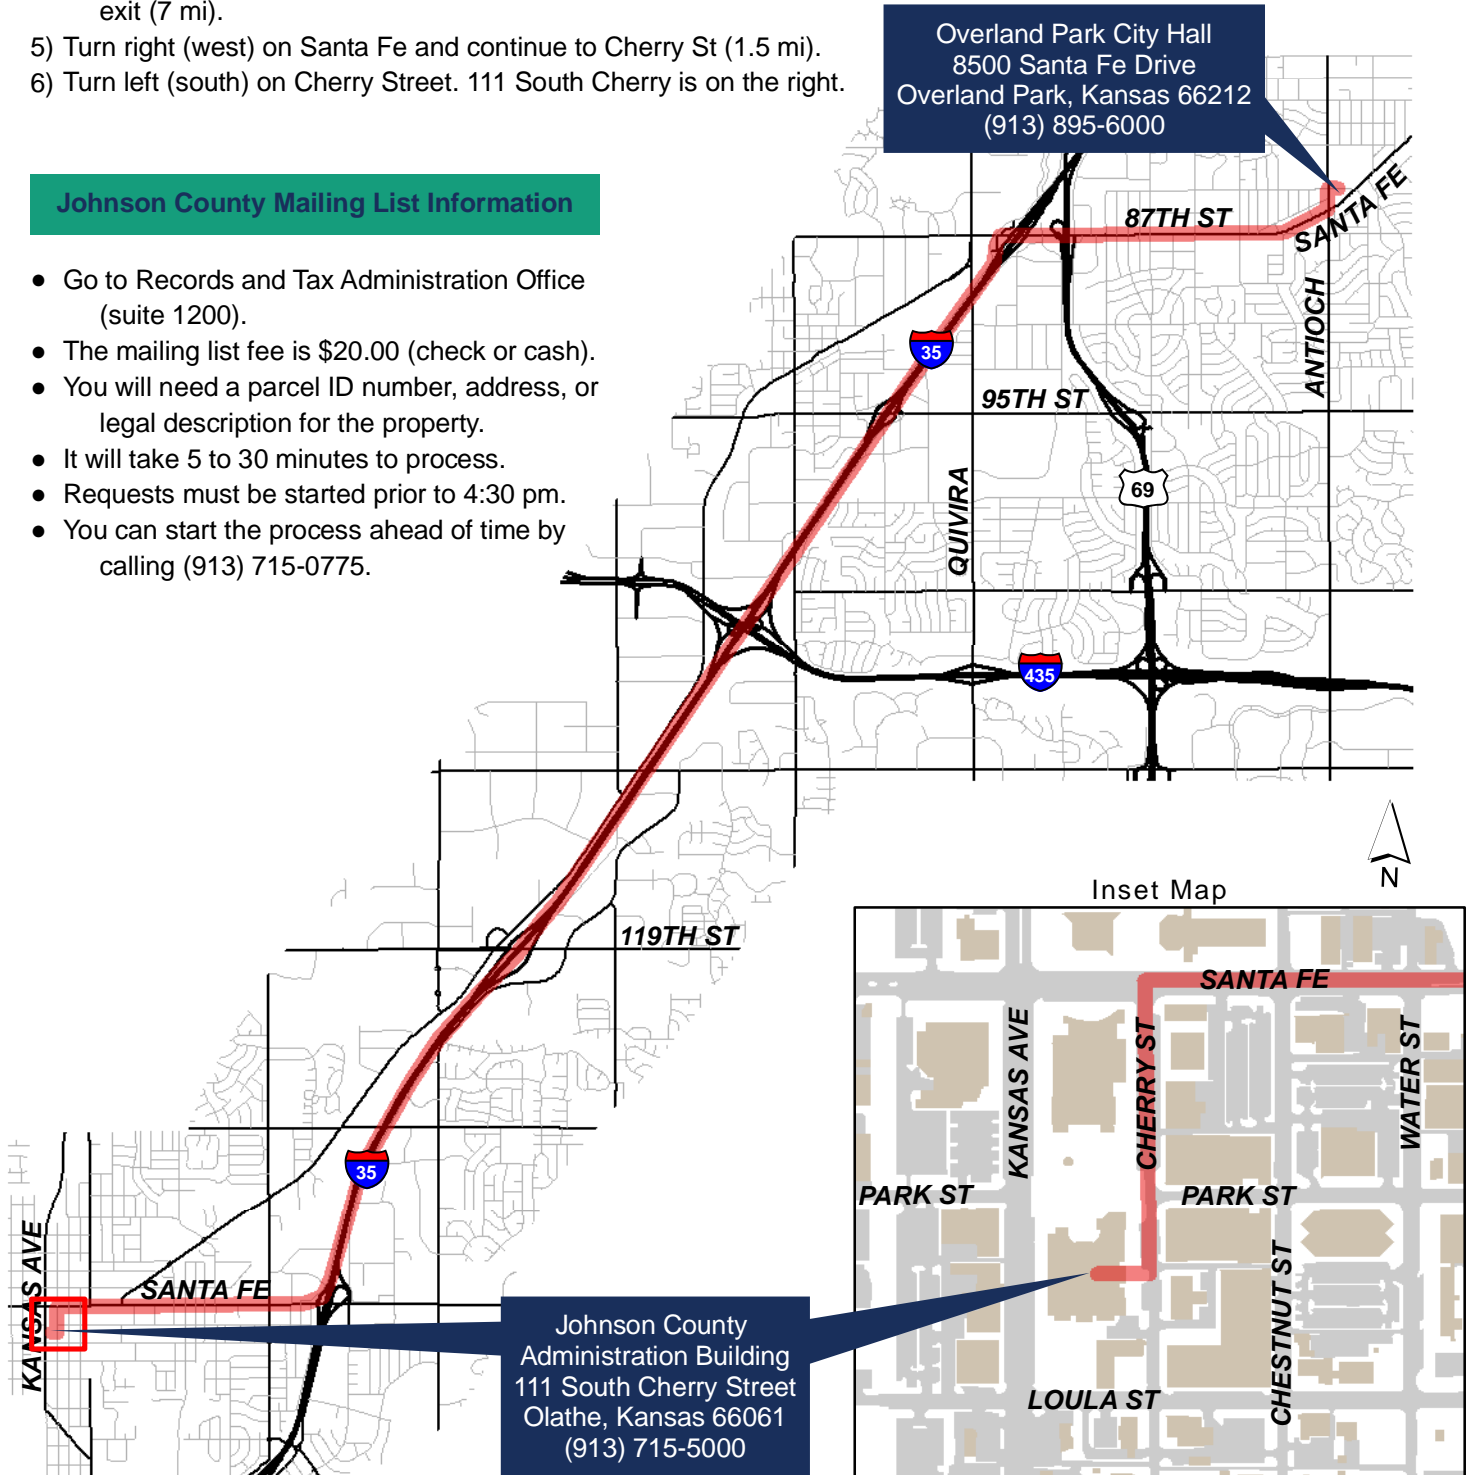 exit (7 mi).
5) Turn right (west) on Santa Fe and continue to Cherry St (1.5 mi).
6) Turn left (south) on Cherry Street. 111 South Cherry is on the right.
Overland Park City Hall
8500 Santa Fe Drive
Overland Park, Kansas 66212
(913) 895-6000
Johnson County Mailing List Information
● Go to Records and Tax Administration Office
(suite 1200).
● The mailing list fee is $20.00 (check or cash).
● You will need a parcel ID number, address, or
legal description for the property.
● It will take 5 to 30 minutes to process.
● Requests must be started prior to 4:30 pm.
● You can start the process ahead of time by
calling (913) 715-0775.
87TH ST
SANTA FE
ANTIOCH
35
95TH ST
QUIVIRA
69
435
119TH ST
35
KANSAS AVE
SANTA FE
Johnson County
Administration Building
111 South Cherry Street
Olathe, Kansas 66061
(913) 715-5000
N
Inset Map
SANTA FE
KANSAS AVE
CHERRY ST
WATER ST
PARK ST
PARK ST
CHESTNUT ST
LOULA ST